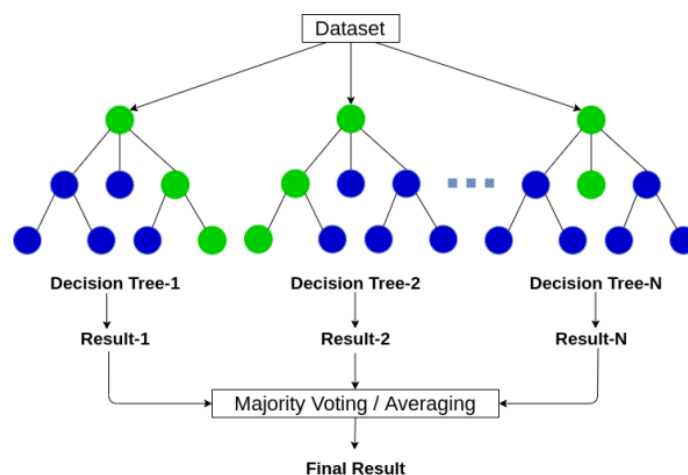 Dataset
Decision Tree-1
Decision Tree-2
Decision Tree-N
Result-1
Result-2
Result-N
Majority Voting / Averaging
Final Result